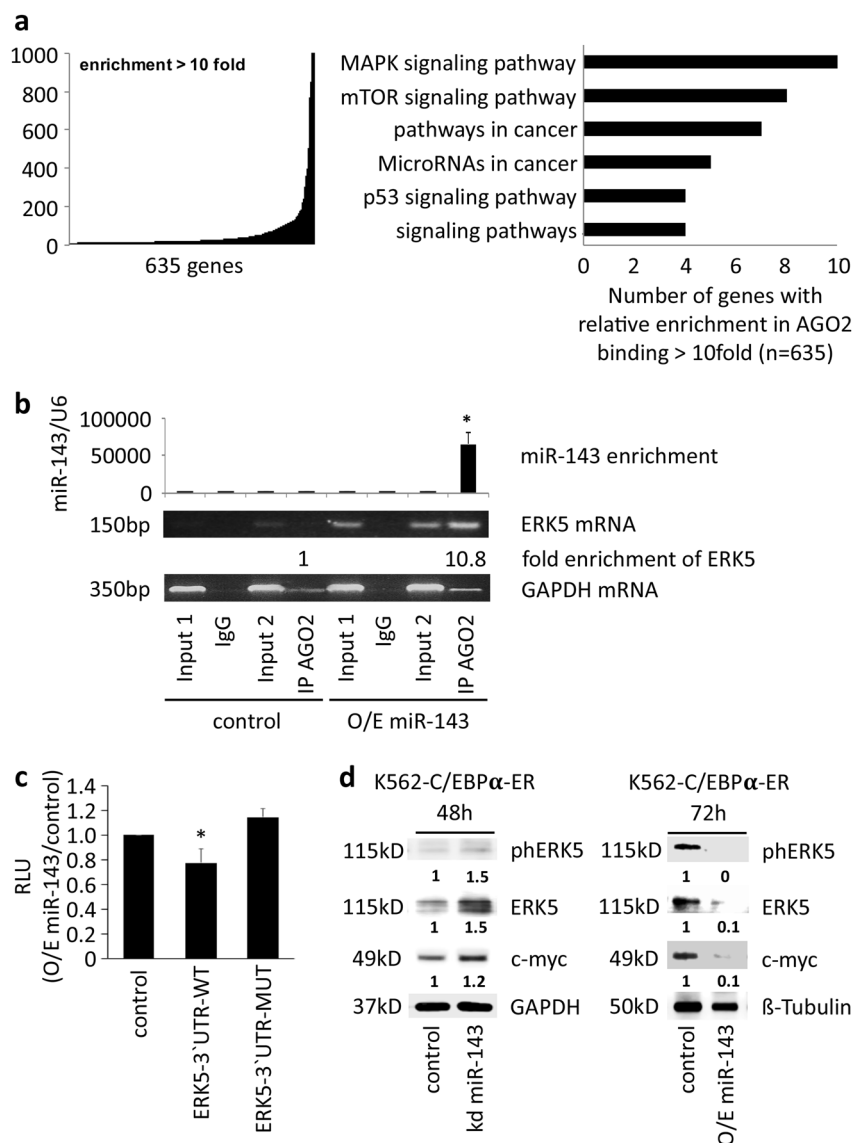 a
1000
800
600
400
200
0
enrichment > 10 fold
635 genes
MAPK signaling pathway
mTOR signaling pathway
pathways in cancer
MicroRNAs in cancer
p53 signaling pathway
signaling pathways
0 2 4 6 8 10
Number of genes with
relative enrichment in AGO2
binding > 10fold (n=635)
b
miR-143/U6
100000
50000
0
*
miR-143 enrichment
150bp
ERK5 mRNA
1 10.8 fold enrichment of ERK5
350bp
GAPDH mRNA
Input 1
IgG
Input 2
IP AGO2
Input 1
IgG
Input 2
IP AGO2
control
O/E miR-143
c
RLU
(O/E miR-143/control)
1.4
1.2
1.0
0.8
0.6
0.4
0.2
0
*
control
ERK5-3`UTR-WT
ERK5-3`UTR-MUT
d
K562-C/EBPα-ER
48h
115kD phERK5
1 1.5
115kD ERK5
1 1.5
49kD c-myc
1 1.2
37kD GAPDH
control
kd miR-143
K562-C/EBPα-ER
72h
115kD phERK5
1 0
115kD ERK5
1 0.1
49kD c-myc
1 0.1
50kD ß-Tubulin
control
O/E miR-143